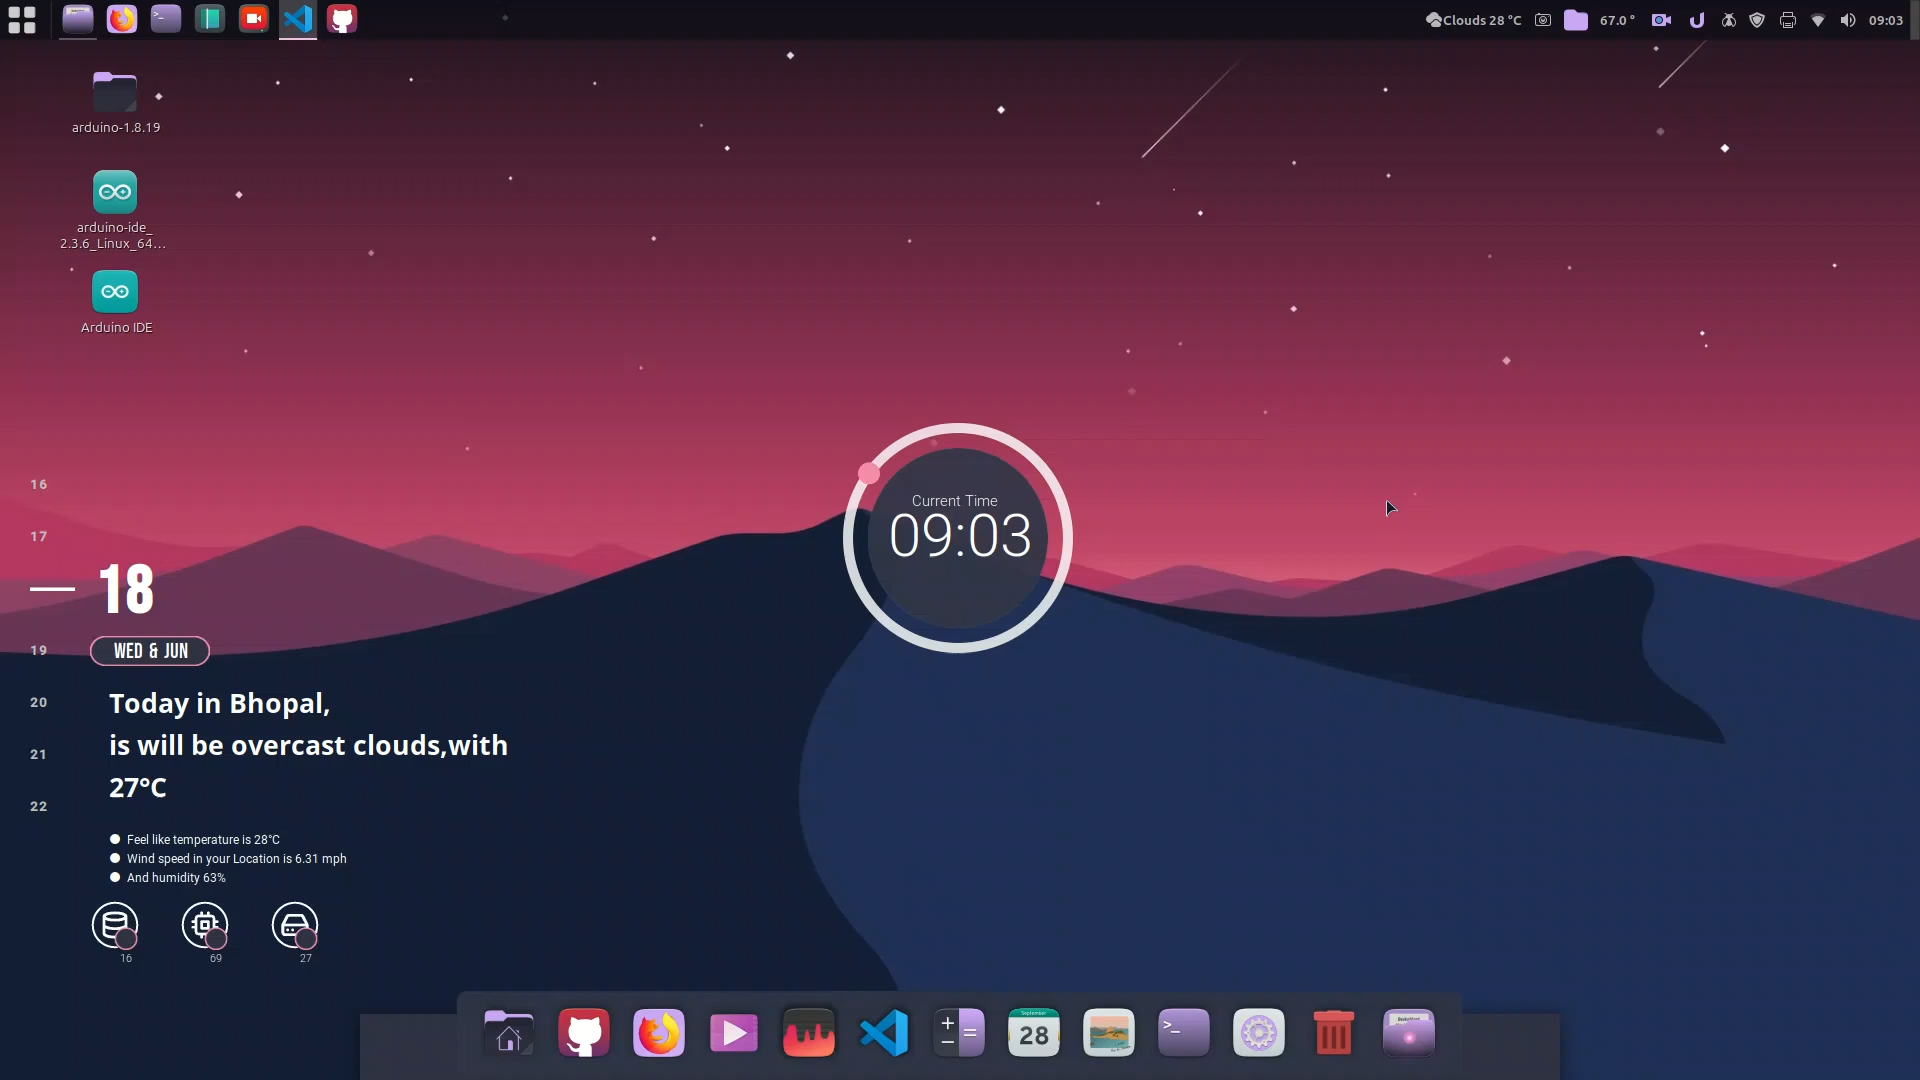 Clouds 28 °C
67.0 °
09:03
arduino-1.8.19
arduino-ide_
2.3.6_Linux_64...
Arduino IDE
Current Time
09:03
16
17
18
19
WED & JUN
20
21
22
Today in Bhopal,
is will be overcast clouds,with
27°C
Feel like temperature is 28°C
Wind speed in your Location is 6.31 mph
And humidity 63%
16
69
27
September
28